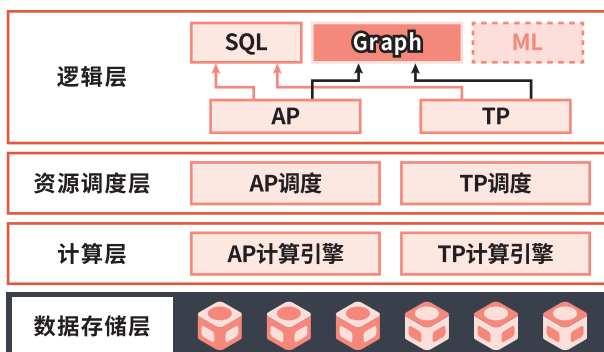 SQL
Graph
ML
逻辑层
AP
TP
资源调度层
AP调度
TP调度
计算层
AP计算引擎
TP计算引擎
数据存储层